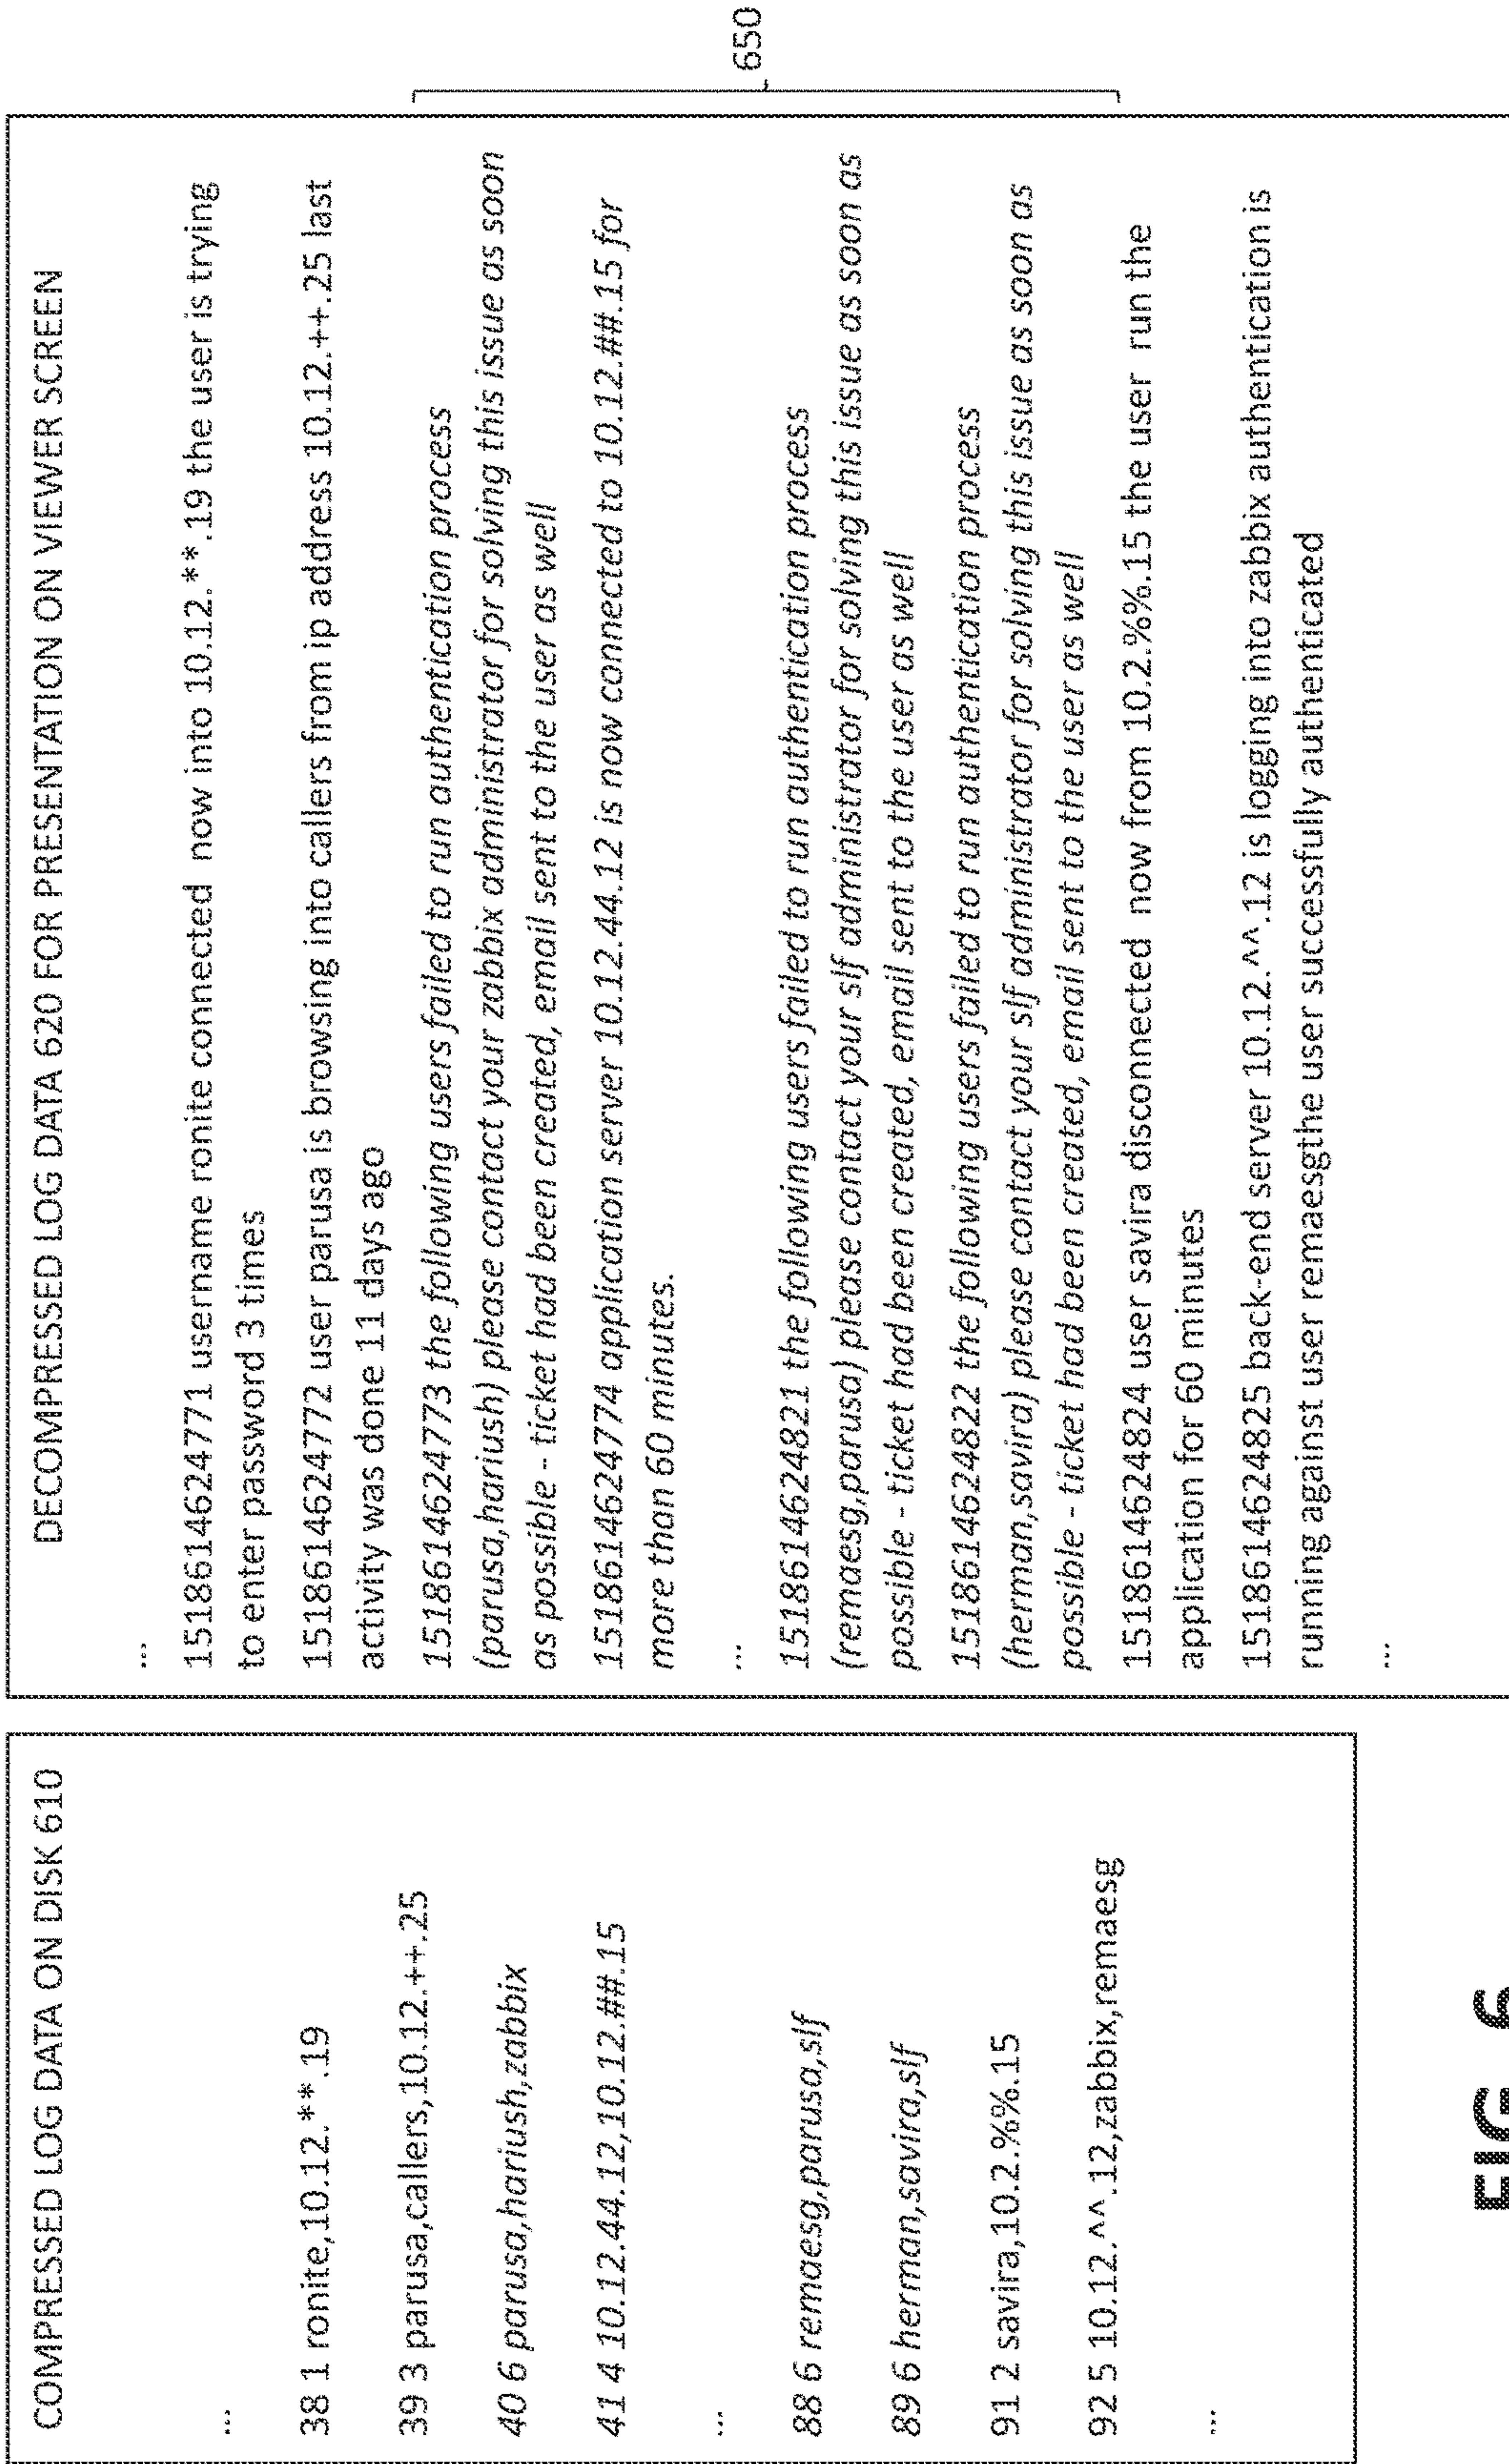 COMPRESSED LOG DATA ON DISK 610
...
38 1 ronite,10.12.**.19
39 3 parusa,callers,10.12.++.25
40 6 parusa,hariush,zabbix
41 4 10.12.44.12,10.12.##.15
...
88 6 remaesg,parusa,slf
89 6 herman,savira,slf
91 2 savira,10.2.%%.15
92 5 10.12.^^.12,zabbix,remaesg
...
DECOMPRESSED LOG DATA 620 FOR PRESENTATION ON VIEWER SCREEN
...
1518614624771 username ronite connected now into 10.12.**.19 the user is trying
to enter password 3 times
1518614624772 user parusa is browsing into callers from ip address 10.12.++.25 last
activity was done 11 days ago
1518614624773 the following users failed to run authentication process
(parusa,hariush) please contact your zabbix administrator for solving this issue as soon
as possible - ticket had been created, email sent to the user as well
1518614624774 application server 10.12.44.12 is now connected to 10.12.##.15 for
more than 60 minutes.
...
1518614624821 the following users failed to run authentication process
(remaesg,parusa) please contact your slf administrator for solving this issue as soon as
possible - ticket had been created, email sent to the user as well
1518614624822 the following users failed to run authentication process
(herman,savira) please contact your slf administrator for solving this issue as soon as
possible - ticket had been created, email sent to the user as well
1518614624824 user savira disconnected now from 10.2.%%.15 the user run the
application for 60 minutes
1518614624825 back-end server 10.12.^^.12 is logging into zabbix authentication is
running against user remaesgthe user successfully authenticated
...
650
FIG. 6